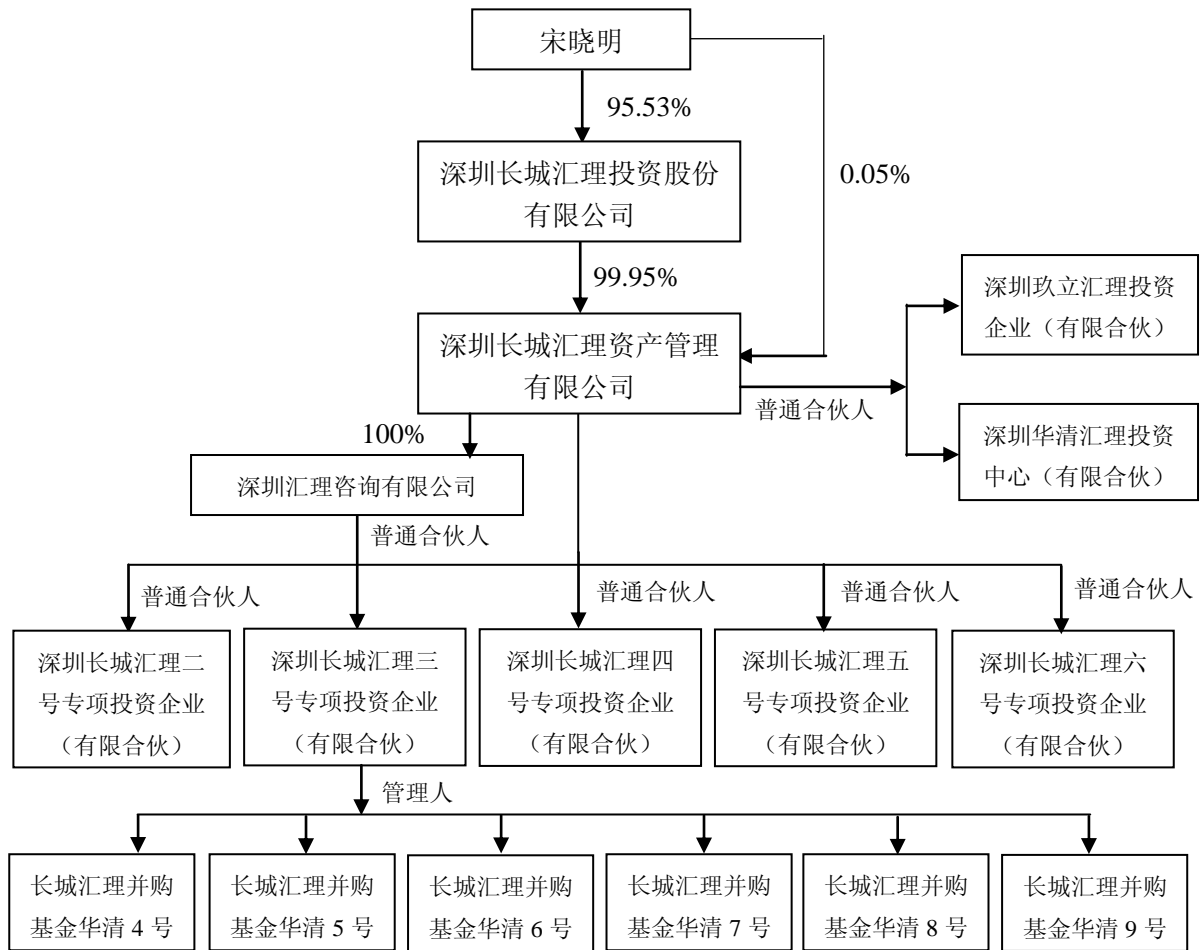 宋晓明
95.53%
深圳长城汇理投资股份
有限公司
0.05%
99.95%
深圳长城汇理资产管理
有限公司
深圳玖立汇理投资
企业（有限合伙）
普通合伙人
深圳华清汇理投资
中心（有限合伙）
100%
深圳汇理咨询有限公司
普通合伙人
普通合伙人
普通合伙人
普通合伙人
普通合伙人
深圳长城汇理二
号专项投资企业
（有限合伙）
深圳长城汇理三
号专项投资企业
（有限合伙）
深圳长城汇理四
号专项投资企业
（有限合伙）
深圳长城汇理五
号专项投资企业
（有限合伙）
深圳长城汇理六
号专项投资企业
（有限合伙）
管理人
长城汇理并购
基金华清 4 号
长城汇理并购
基金华清 5 号
长城汇理并购
基金华清 6 号
长城汇理并购
基金华清 7 号
长城汇理并购
基金华清 8 号
长城汇理并购
基金华清 9 号